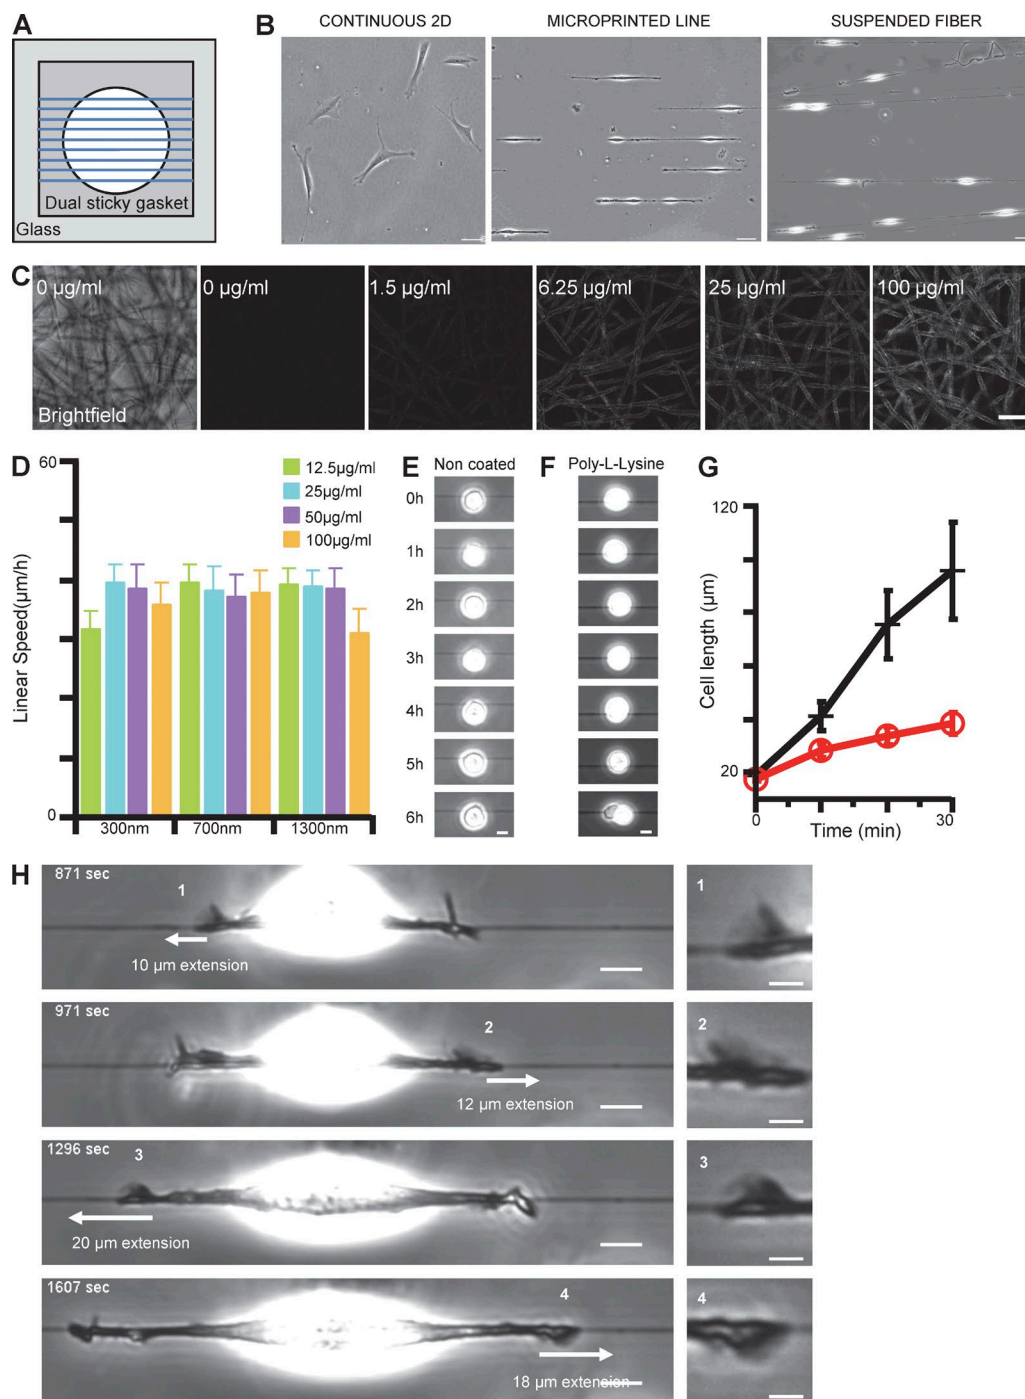 A
Dual sticky gasket
Glass
B
CONTINUOUS 2D
MICROPRINTED LINE
SUSPENDED FIBER
C
0 µg/ml
Brightfield
0 µg/ml
1.5 µg/ml
6.25 µg/ml
25 µg/ml
100 µg/ml
D
60
Linear Speed(µm/h)
0
12.5µg/ml
25µg/ml
50µg/ml
100µg/ml
300nm
700nm
1300nm
E
Non coated
0h
1h
2h
3h
4h
5h
6h
F
Poly-L-Lysine
G
120
Cell length (µm)
20
0
30
Time (min)
H
871 sec
1
10 µm extension
1
971 sec
2
12 µm extension
2
1296 sec
3
20 µm extension
3
1607 sec
4
18 µm extension
4